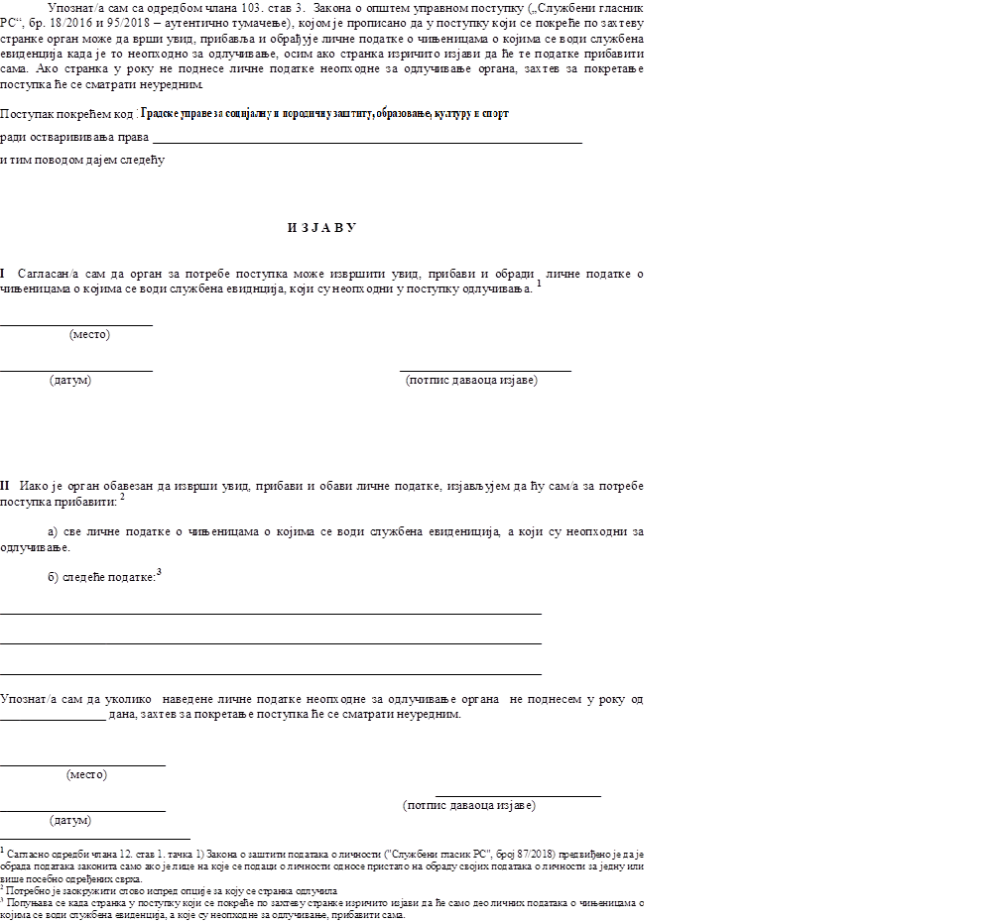 Упознат/а сам са одредбом члана 103. став 3. Закона о општем управном поступку („Службени гласник
РС“, бр. 18/2016 и 95/2018 – аутентично тумачење), којом је прописано да у поступку који се покреће по захтеву
странке орган може да врши увид, прибавља и обрађује личне податке о чињеницама о којима се води службена
евиденција када је то неопходно за одлучивање, осим ако странка изричито изјави да ће те податке прибавити
сама. Ако странка у року не поднесе личне податке неопходне за одлучивање органа, захтев за покретање
поступка ће се сматрати неуредним.
Поступак покрећем код : Градске управе за социјалну и породичну заштиту, образовање, културу и спорт
ради остварививања права ____________________
и тим поводом дајем следећу
И З Ј А В У
I Сагласан/а сам да орган за потребе поступка може извршити увид, прибави и обради личне податке о
чињеницама о којима се води службена евиднција, који су неопходни у поступку одлучивања. 1
____________________
(место)
____________________ ____________________
(датум) (потпис даваоца изјаве)
II Иако је орган обавезан да изврши увид, прибави и обави личне податке, изјављујем да ћу сам/а за потребе
поступка прибавити: 2
а) све личне податке о чињеницама о којима се води службена евидениција, а који су неопходни за
одлучивање.
б) следеће податке:3
____________________
____________________
____________________
Упознат/а сам да уколико наведене личне податке неопходне за одлучивање органа не поднесем у року од
____________________ дана, захтев за покретање поступка ће се сматрати неуредним.
____________________
(место)
____________________
(потпис даваоца изјаве)
____________________
(датум)
1 Сагласно одредби члана 12. став 1. тачка 1) Закона о заштити података о личности ("Службени гласик РС", број 87/2018) предвиђено је да је
обрада података законита само ако је лице на које се подаци о личности односе пристало на обраду својих података о личности за једну или
више посебно одређених сврха.
2 Потребно је заокружити слово испред опције за коју се странка одлучила
3 Попуњава се када странка у поступку који се покреће по захтеву странке изричито изјави да ће само део личних података о чињеницама о
којима се води службена евиденција, а које су неопходне за одлучивање, прибавити сама.